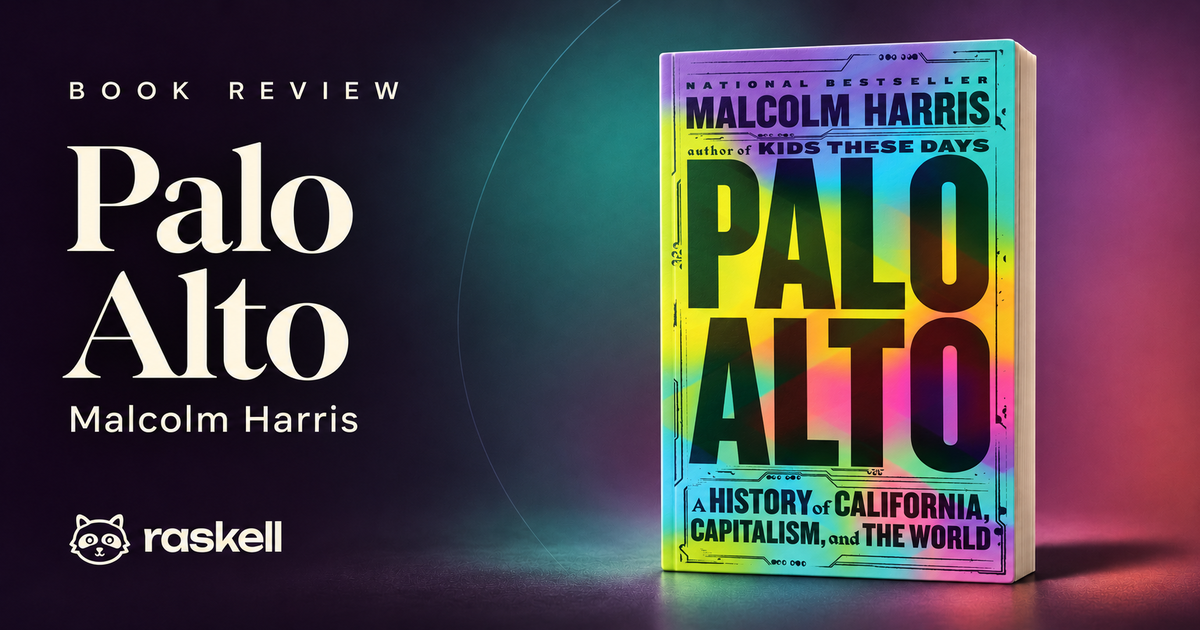 BOOK REVIEW
Palo
Alto
Malcolm Harris
raskell
NATIONAL BESTSELLER
MALCOLM HARRIS
author of KIDS THESE DAYS
PALO
ALTO
A HISTORY of CALIFORNIA,
CAPITALISM, and THE WORLD